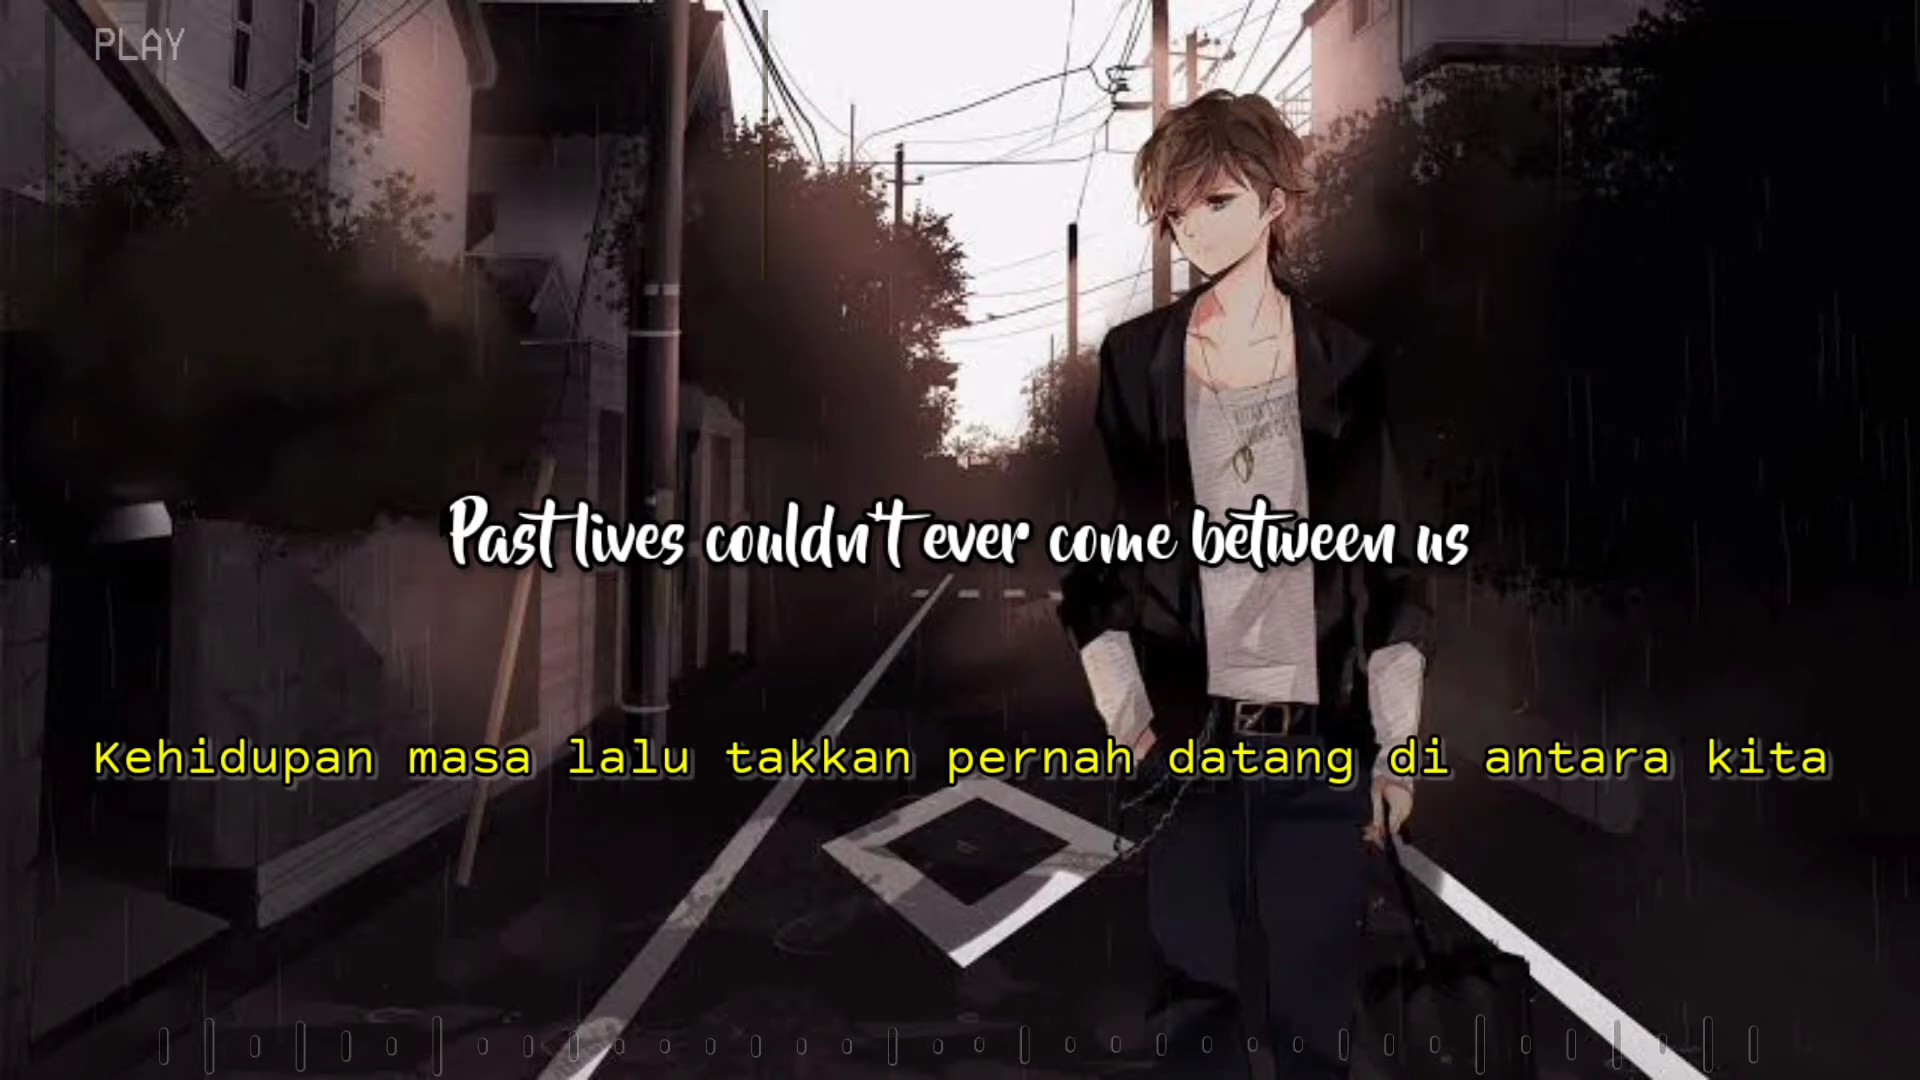 PLAY
Past lives couldn't ever come between us
Kehidupan masa lalu takkan pernah datang di antara kita